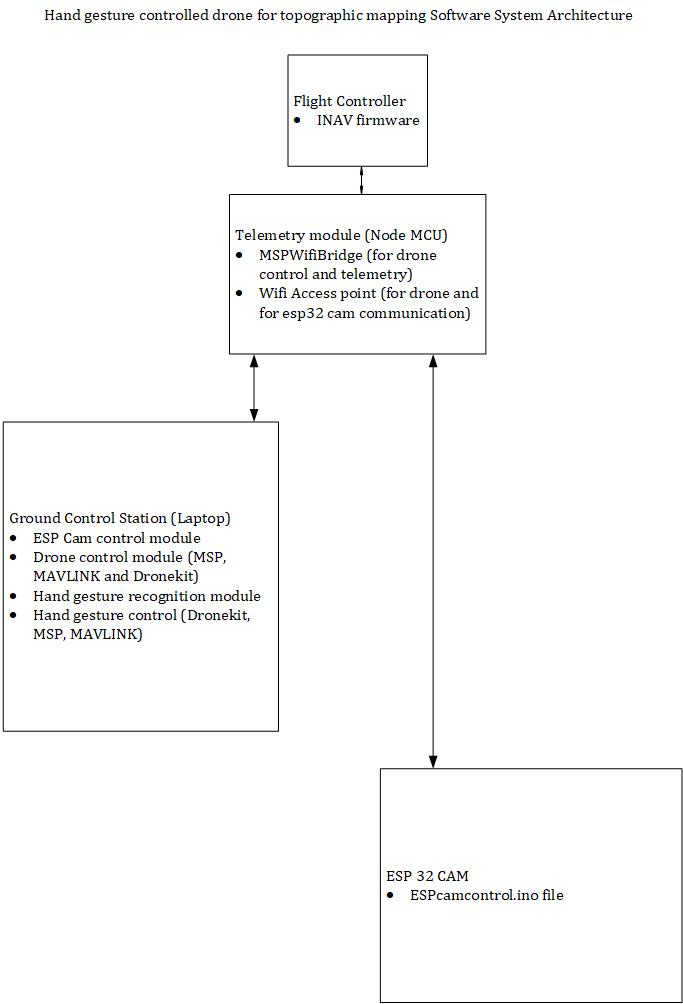 Hand gesture controlled drone for topographic mapping Software System Architecture
Flight Controller
● INAV firmware
Telemetry module (Node MCU)
● MSPWifiBridge (for drone
control and telemetry)
● Wifi Access point (for drone and
for esp32 cam communication)
Ground Control Station (Laptop)
● ESP Cam control module
● Drone control module (MSP,
MAVLINK and Dronekit)
● Hand gesture recognition module
● Hand gesture control (Dronekit,
MSP, MAVLINK)
ESP 32 CAM
● ESPcamcontrol.ino file